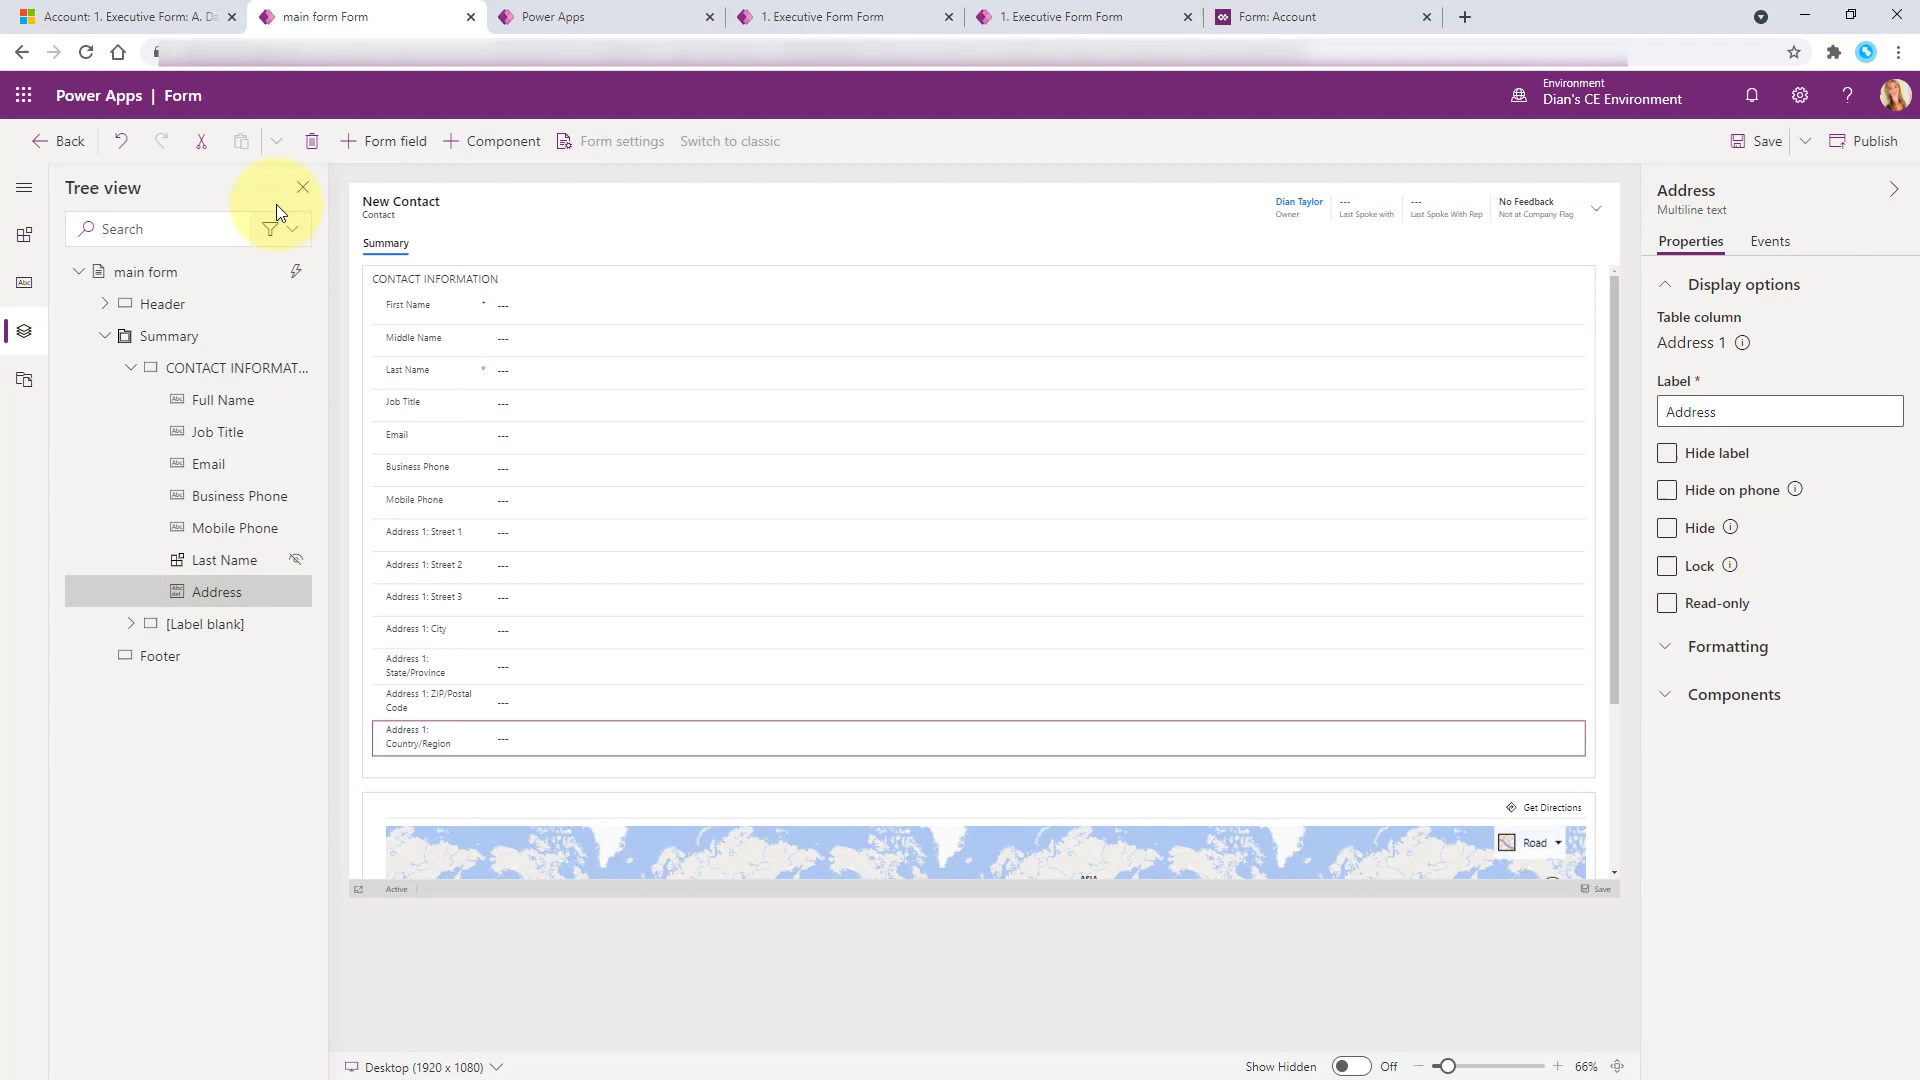 Account: 1. Executive Form: A. Da
main form Form
Power Apps
1. Executive Form Form
1. Executive Form Form
Form: Account
Power Apps | Form
Environment
Dian's CE Environment
Back
Form field
Component
Form settings
Switch to classic
Save
Publish
Tree view
Search
main form
Header
Summary
CONTACT INFORMAT...
Full Name
Job Title
Email
Business Phone
Mobile Phone
Last Name
Address
[Label blank]
Footer
New Contact
Contact
Dian Taylor
Owner
---
Last Spoke with
---
Last Spoke With Rep
No Feedback
Not at Company Flag
Summary
CONTACT INFORMATION
First Name * ---
Middle Name ---
Last Name * ---
Job Title ---
Email ---
Business Phone ---
Mobile Phone ---
Address 1: Street 1 ---
Address 1: Street 2 ---
Address 1: Street 3 ---
Address 1: City ---
Address 1:
State/Province ---
Address 1: ZIP/Postal
Code ---
Address 1:
Country/Region ---
Get Directions
Road
ASIA
Active
Save
Desktop (1920 x 1080)
Show Hidden
Off
66%
Address
Multiline text
Properties
Events
Display options
Table column
Address 1
Label *
Address
Hide label
Hide on phone
Hide
Lock
Read-only
Formatting
Components